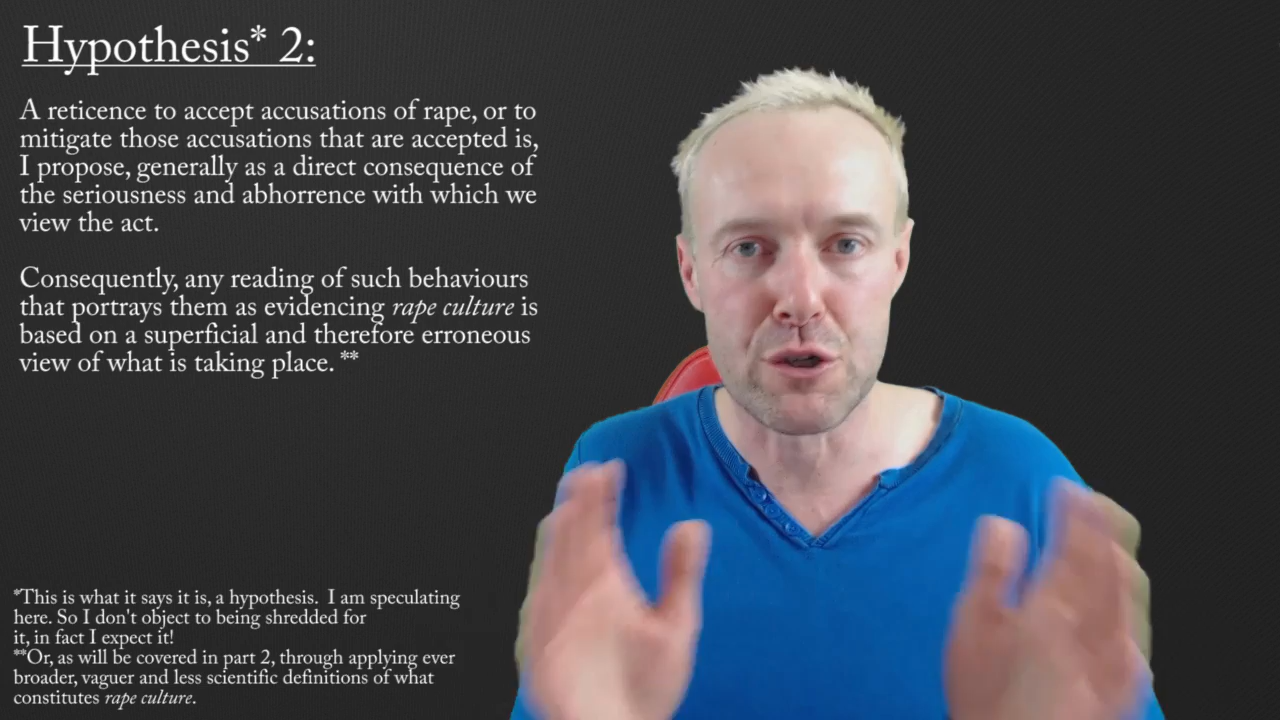 Hypothesis* 2:
A reticence to accept accusations of rape, or to
mitigate those accusations that are accepted is,
I propose, generally as a direct consequence of
the seriousness and abhorrence with which we
view the act.
Consequently, any reading of such behaviours
that portrays them as evidencing rape culture is
based on a superficial and therefore erroneous
view of what is taking place. **
*This is what it says it is, a hypothesis. I am speculating
here. So I don't object to being shredded for
it, in fact I expect it!
**Or, as will be covered in part 2, through applying ever
broader, vaguer and less scientific definitions of what
constitutes rape culture.